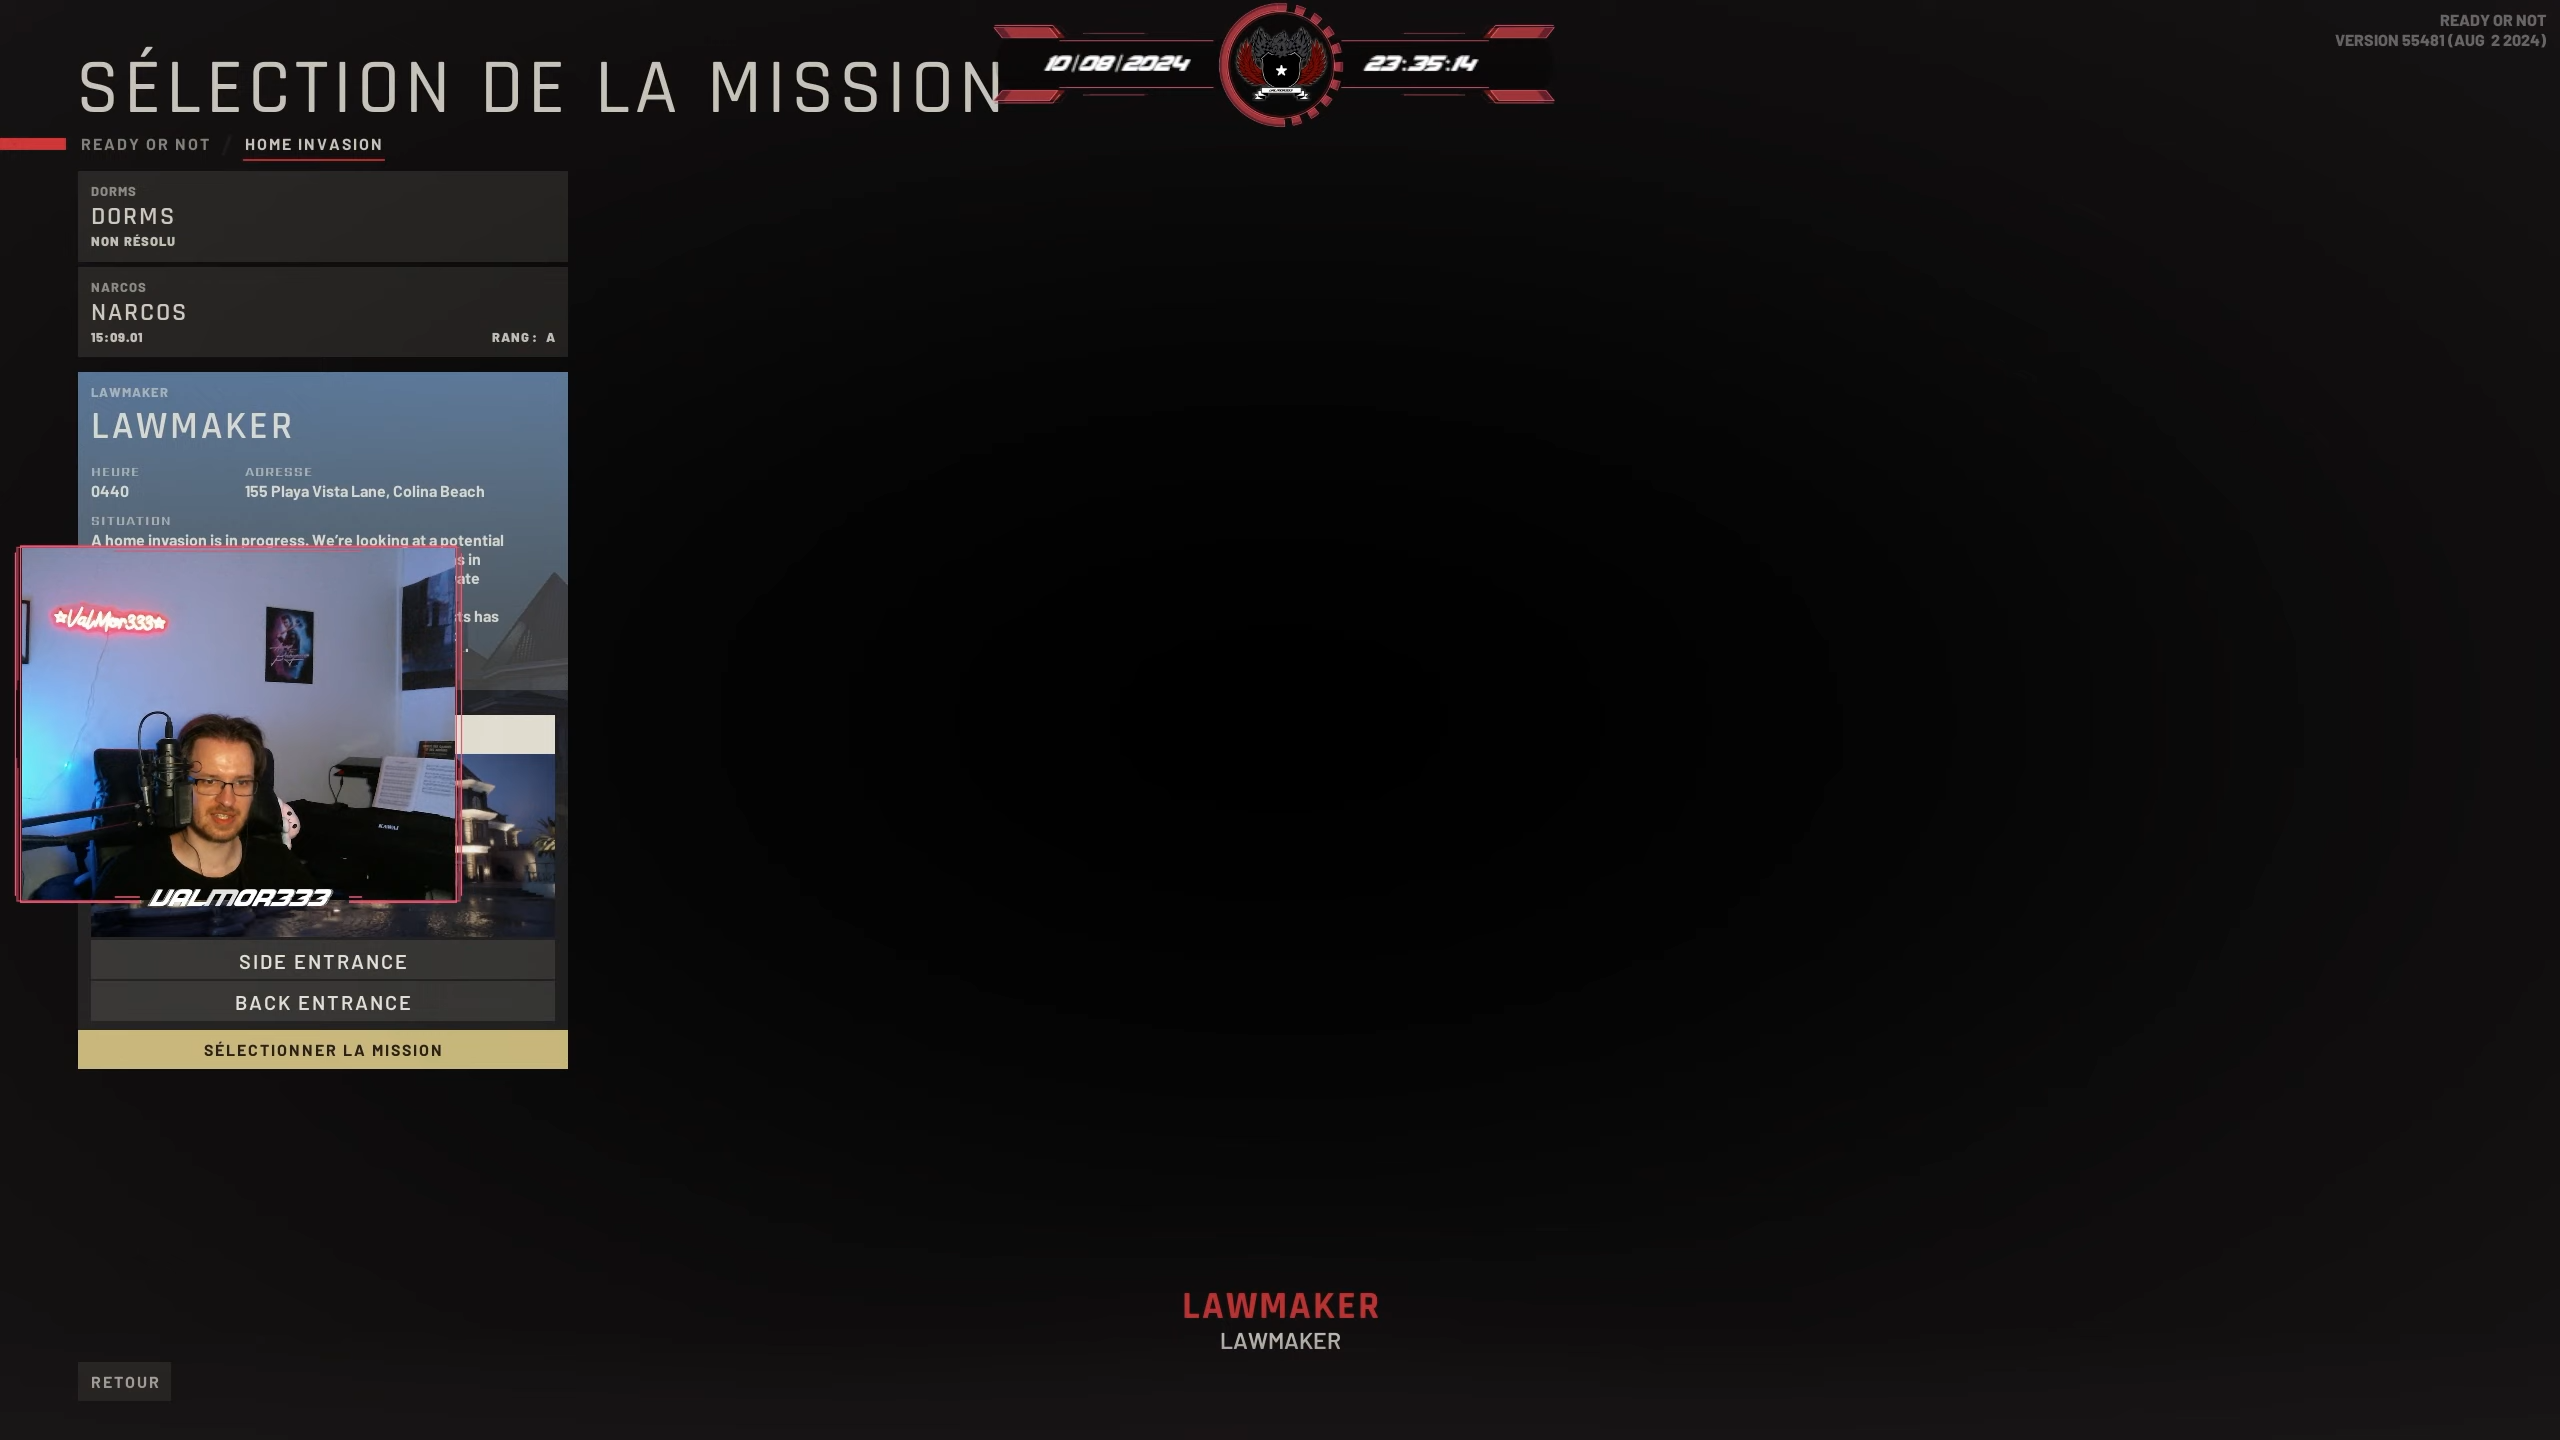 READY OR NOT
VERSION 55481 (AUG 2 2024)
SÉLECTION DE LA MISSION
10|08|2024
23:35:14
READY OR NOT / HOME INVASION
DORMS
DORMS
NON RÉSOLU
NARCOS
NARCOS
15:09.01
RANG : A
LAWMAKER
LAWMAKER
HEURE
ADRESSE
0440
155 Playa Vista Lane, Colina Beach
SITUATION
A home invasion is in progress. We're looking at a potential
in
has
★ValMor333★
KAWAI
VALMOR333
SIDE ENTRANCE
BACK ENTRANCE
SÉLECTIONNER LA MISSION
LAWMAKER
LAWMAKER
RETOUR